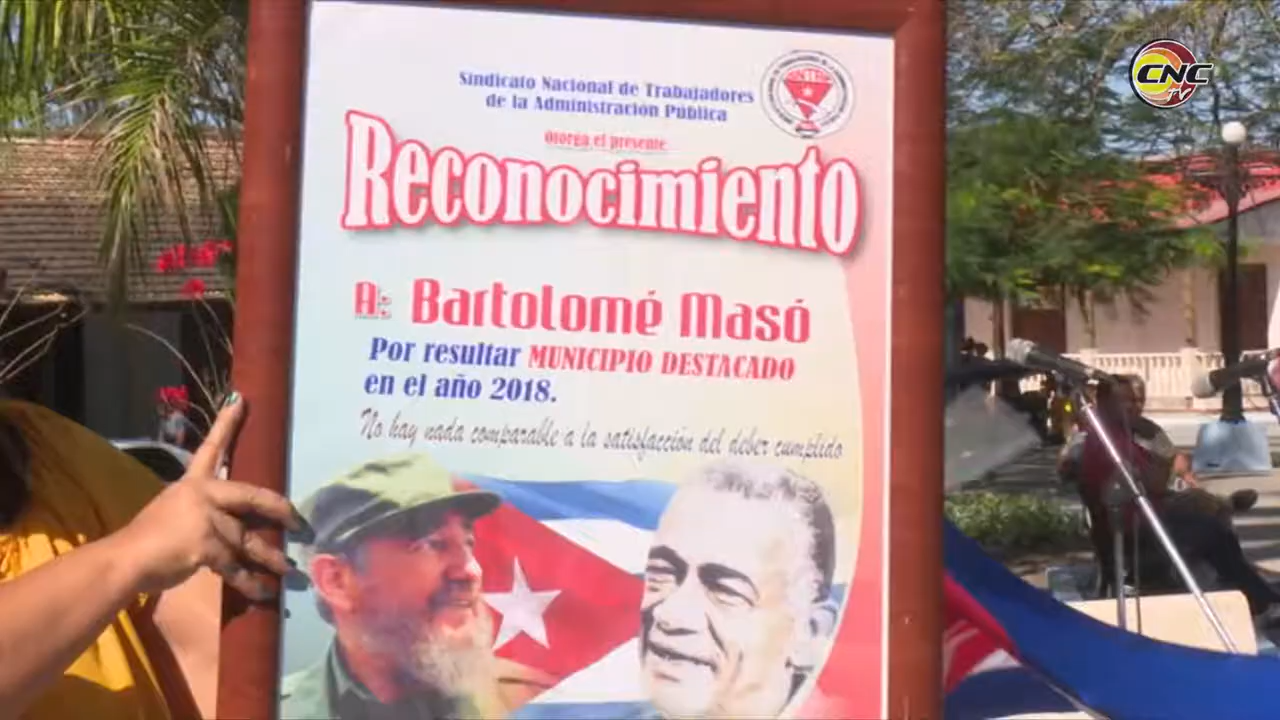 CNC
TV
Sindicato Nacional de Trabajadores
de la Administración Pública
Otorga el presente
Reconocimiento
A: Bartolomé Masó
Por resultar MUNICIPIO DESTACADO
en el año 2018.
No hay nada comparable a la satisfacción del deber cumplido